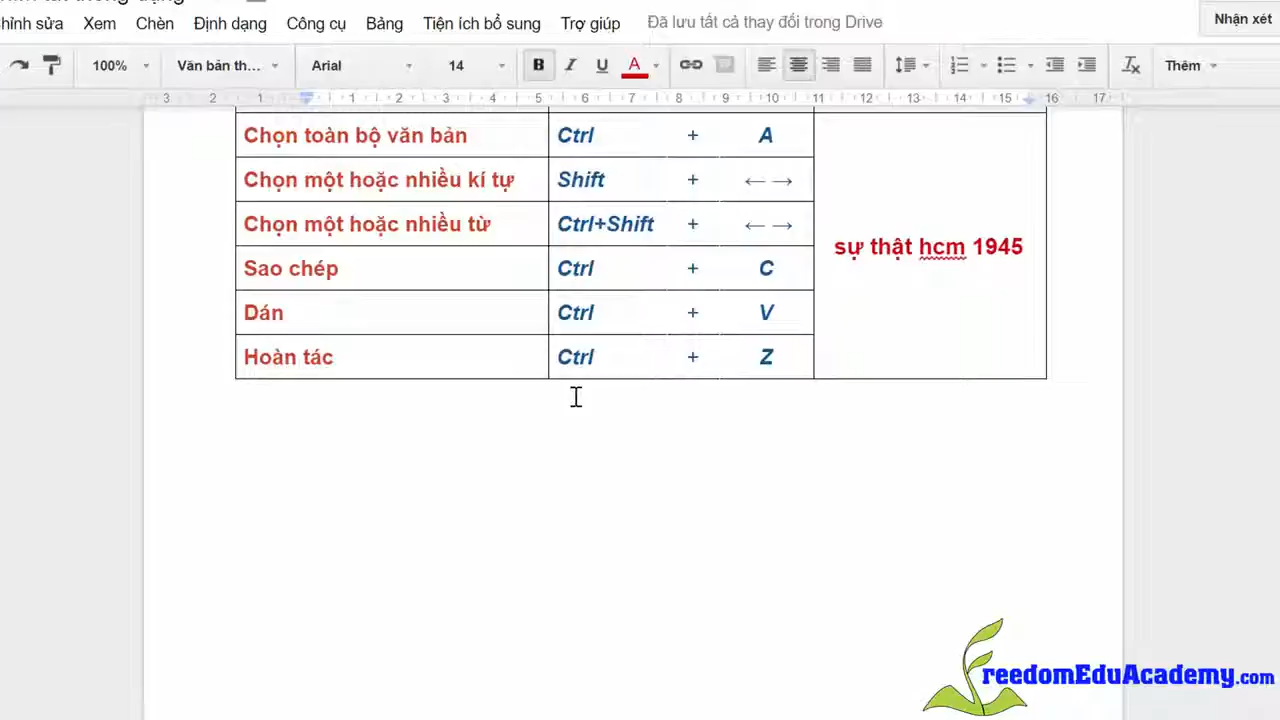 Chỉnh sửa Xem Chèn Định dạng Công cụ Bảng Tiện ích bổ sung Trợ giúp Đã lưu tất cả thay đổi trong Drive Nhận xét
100% Văn bản th... Arial 14 B I U A Thêm
3 2 1 1 2 3 4 5 6 7 8 9 10 11 12 13 14 15 16 17
Chọn toàn bộ văn bản Ctrl + A
Chọn một hoặc nhiều kí tự Shift + ← →
Chọn một hoặc nhiều từ Ctrl+Shift + ← →
sự thật hcm 1945
Sao chép Ctrl + C
Dán Ctrl + V
Hoàn tác Ctrl + Z
reedomEduAcademy.com